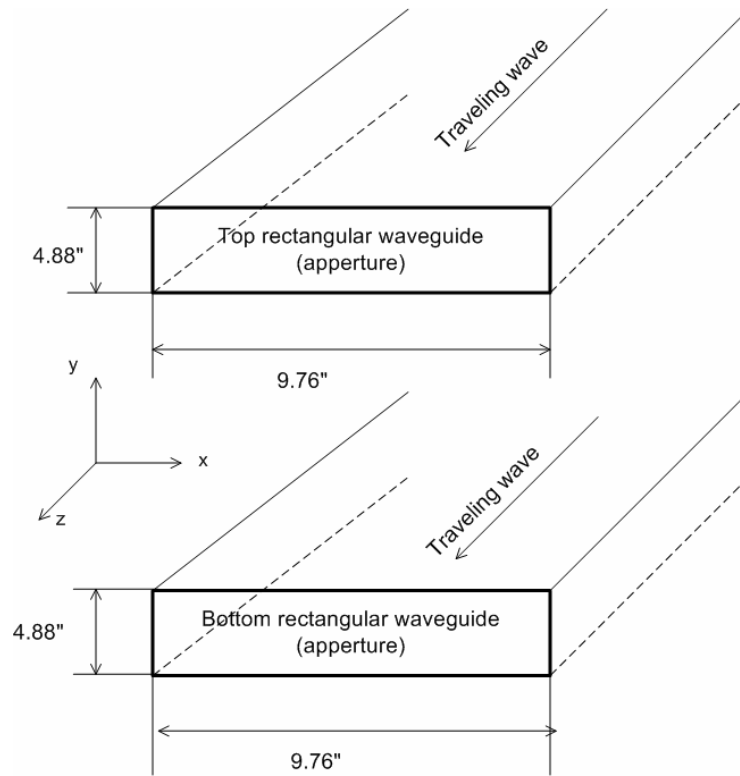 Traveling wave
Top rectangular waveguide
(apperture)
4.88"
9.76"
y
x
z
Traveling wave
Bottom rectangular waveguide
(apperture)
4.88"
9.76"